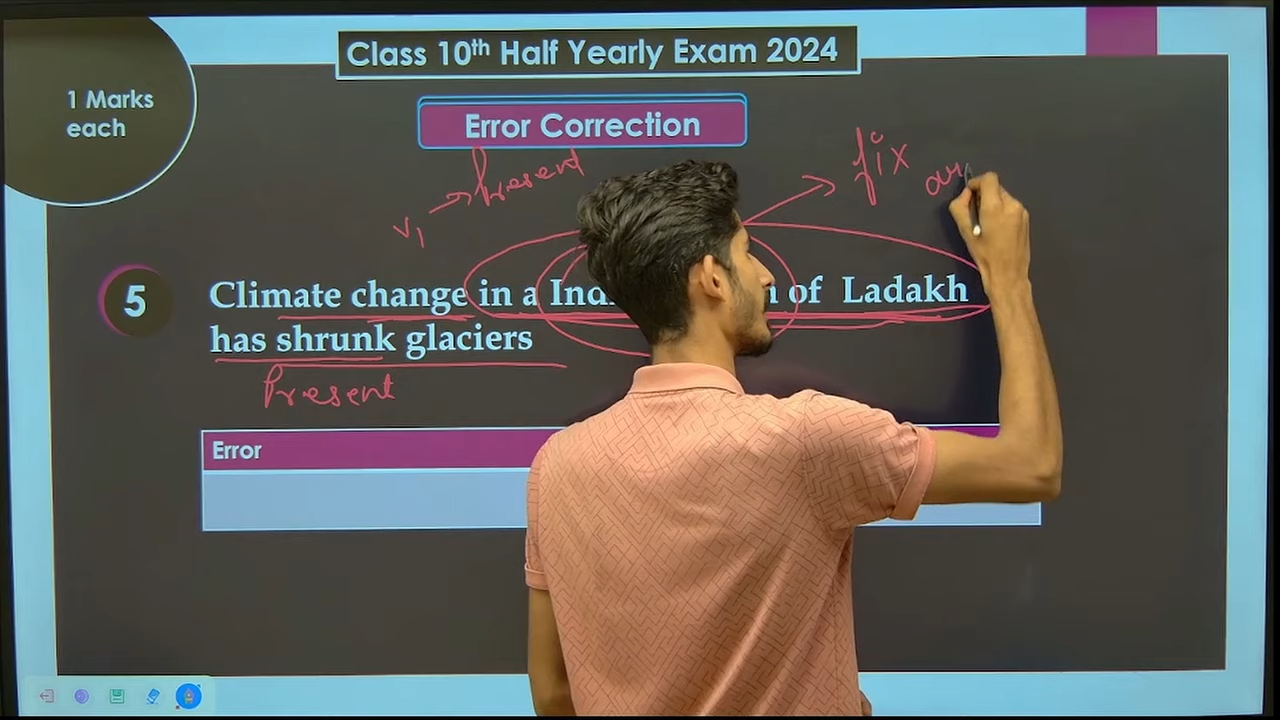 Class 10th Half Yearly Exam 2024
1 Marks
each
Error Correction
fix
V1 → Present
5
Climate change in a of Ladakh
has shrunk glaciers
Present
Error